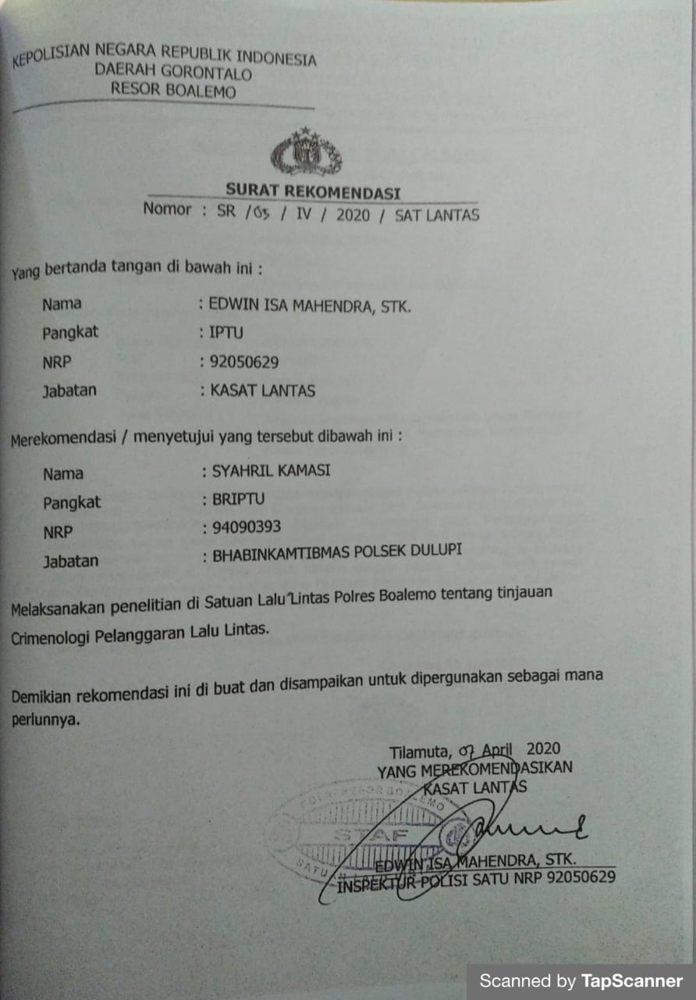 KEPOLISIAN NEGARA REPUBLIK INDONESIA
DAERAH GORONTALO
RESOR BOALEMO
SURAT REKOMENDASI
Nomor : SR /03 / IV / 2020 / SAT LANTAS
Yang bertanda tangan di bawah ini :
Nama : EDWIN ISA MAHENDRA, STK.
Pangkat : IPTU
NRP : 92050629
Jabatan : KASAT LANTAS
Merekomendasi / menyetujui yang tersebut dibawah ini :
Nama : SYAHRIL KAMASI
Pangkat : BRIPTU
NRP : 94090393
Jabatan : BHABINKAMTIBMAS POLSEK DULUPI
Melaksanakan penelitian di Satuan Lalu Lintas Polres Boalemo tentang tinjauan
Crimenologi Pelanggaran Lalu Lintas.
Demikian rekomendasi ini di buat dan disampaikan untuk dipergunakan sebagai mana
perlunnya.
Tilamuta, 07 April 2020
YANG MEREKOMENDASIKAN
KASAT LANTAS
STAF
SATU
EDWIN ISA MAHENDRA, STK.
INSPEKTUR POLISI SATU NRP 92050629
Scanned by TapScanner